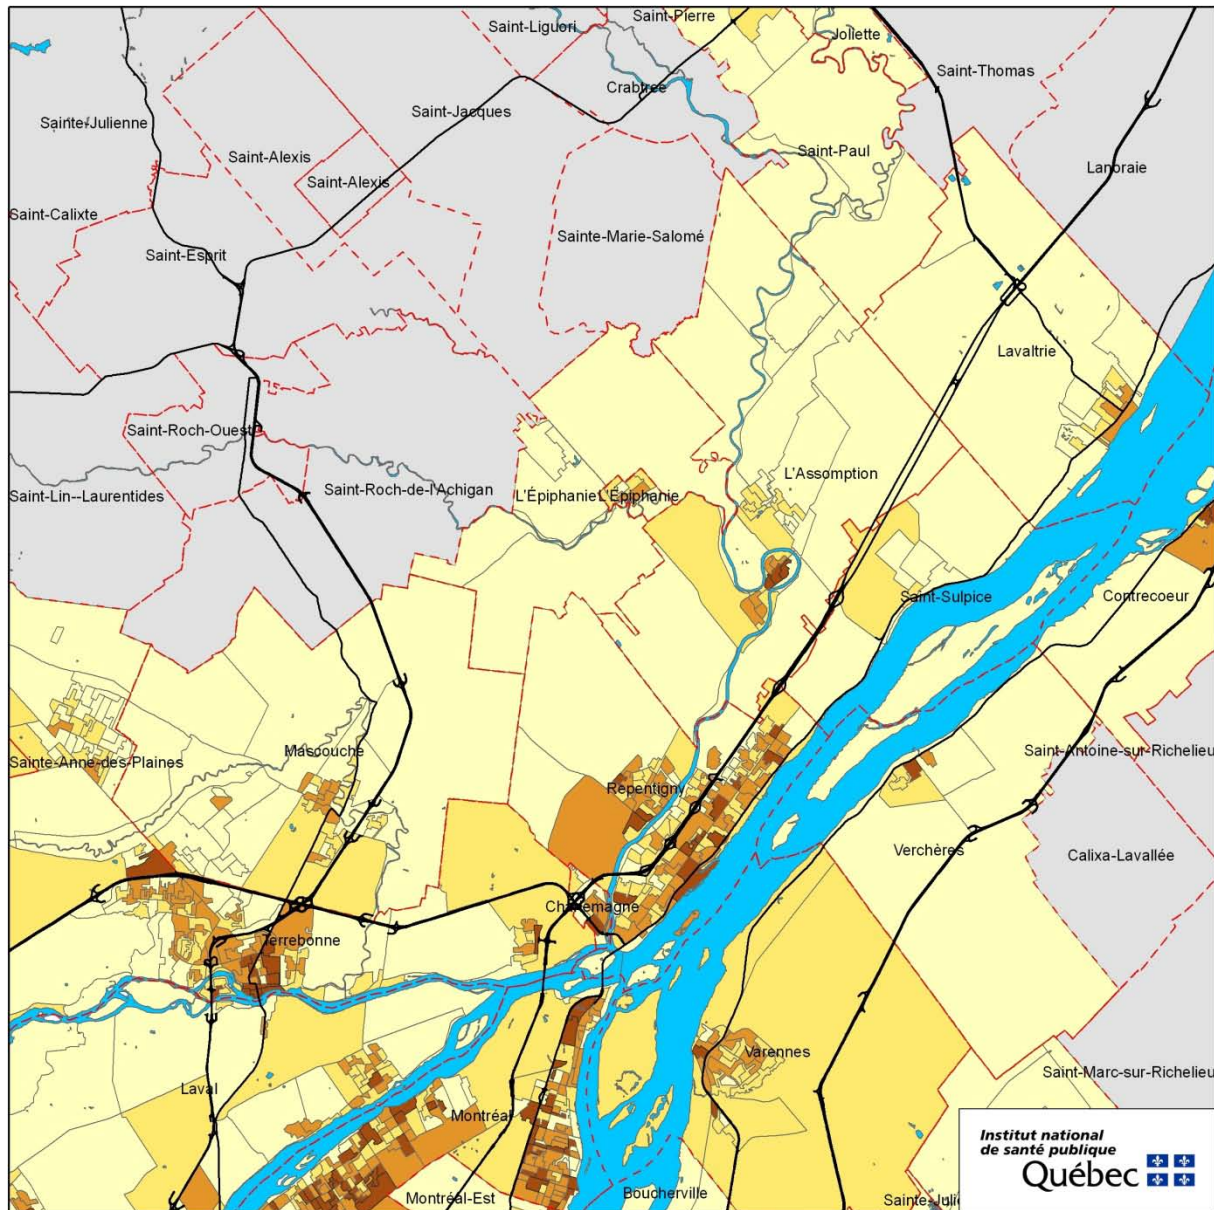 Saint-Pierre
Saint-Liguori
Joliette
Saint-Thomas
Crabtree
Saint-Jacques
Sainte-Julienne
Saint-Paul
Saint-Alexis
Lanoraie
Saint-Alexis
Saint-Calixte
Sainte-Marie-Salomé
Saint-Esprit
Lavaltrie
Saint-Roch-Ouest
L'Assomption
Saint-Lin--Laurentides
Saint-Roch-de-l'Achigan
L'Épiphanie
L'Épiphanie
Saint-Sulpice
Contrecoeur
Mascouche
Saint-Antoine-sur-Richelieu
Sainte-Anne-des-Plaines
Repentigny
Verchères
Calixa-Lavallée
Charlemagne
Terrebonne
Varennes
Saint-Marc-sur-Richelieu
Laval
Montréal
Montréal-Est
Boucherville
Sainte-Juli
Institut national
de santé publique
Québec